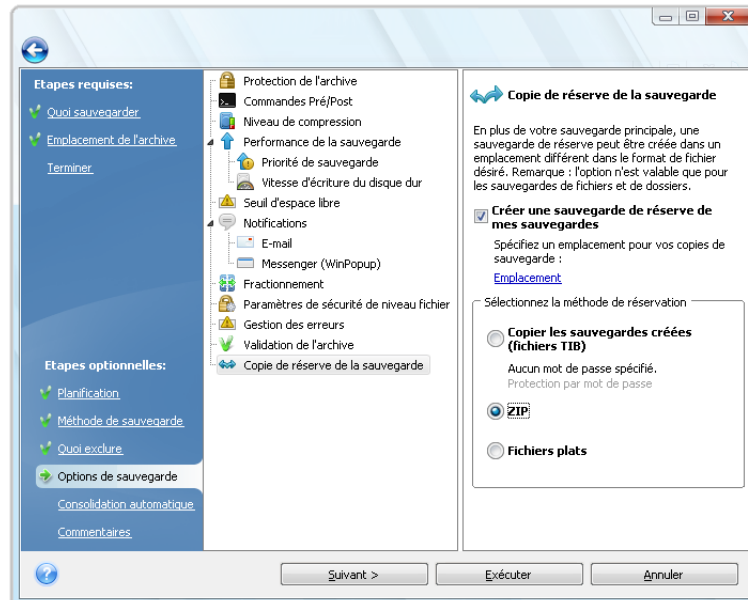 Etapes requises:
Quoi sauvegarder
Emplacement de l'archive
Terminer
Etapes optionnelles:
Planification
Méthode de sauvegarde
Quoi exclure
Options de sauvegarde
Consolidation automatique
Commentaires
Protection de l'archive
Commandes Pré/Post
Niveau de compression
Performance de la sauvegarde
Priorité de sauvegarde
Vitesse d'écriture du disque dur
Seuil d'espace libre
Notifications
E-mail
Messenger (WinPopup)
Fractionnement
Paramètres de sécurité de niveau fichier
Gestion des erreurs
Validation de l'archive
Copie de réserve de la sauvegarde
Copie de réserve de la sauvegarde
En plus de votre sauvegarde principale, une
sauvegarde de réserve peut être créée dans un
emplacement différent dans le format de fichier
désiré. Remarque : l'option n'est valable que pour
les sauvegardes de fichiers et de dossiers.
Créer une sauvegarde de réserve de
mes sauvegardes
Spécifiez un emplacement pour vos copies de
sauvegarde :
Emplacement
Sélectionnez la méthode de réservation
Copier les sauvegardes créées
(fichiers TIB)
Aucun mot de passe spécifié.
Protection par mot de passe
ZIP
Fichiers plats
Suivant >
Exécuter
Annuler